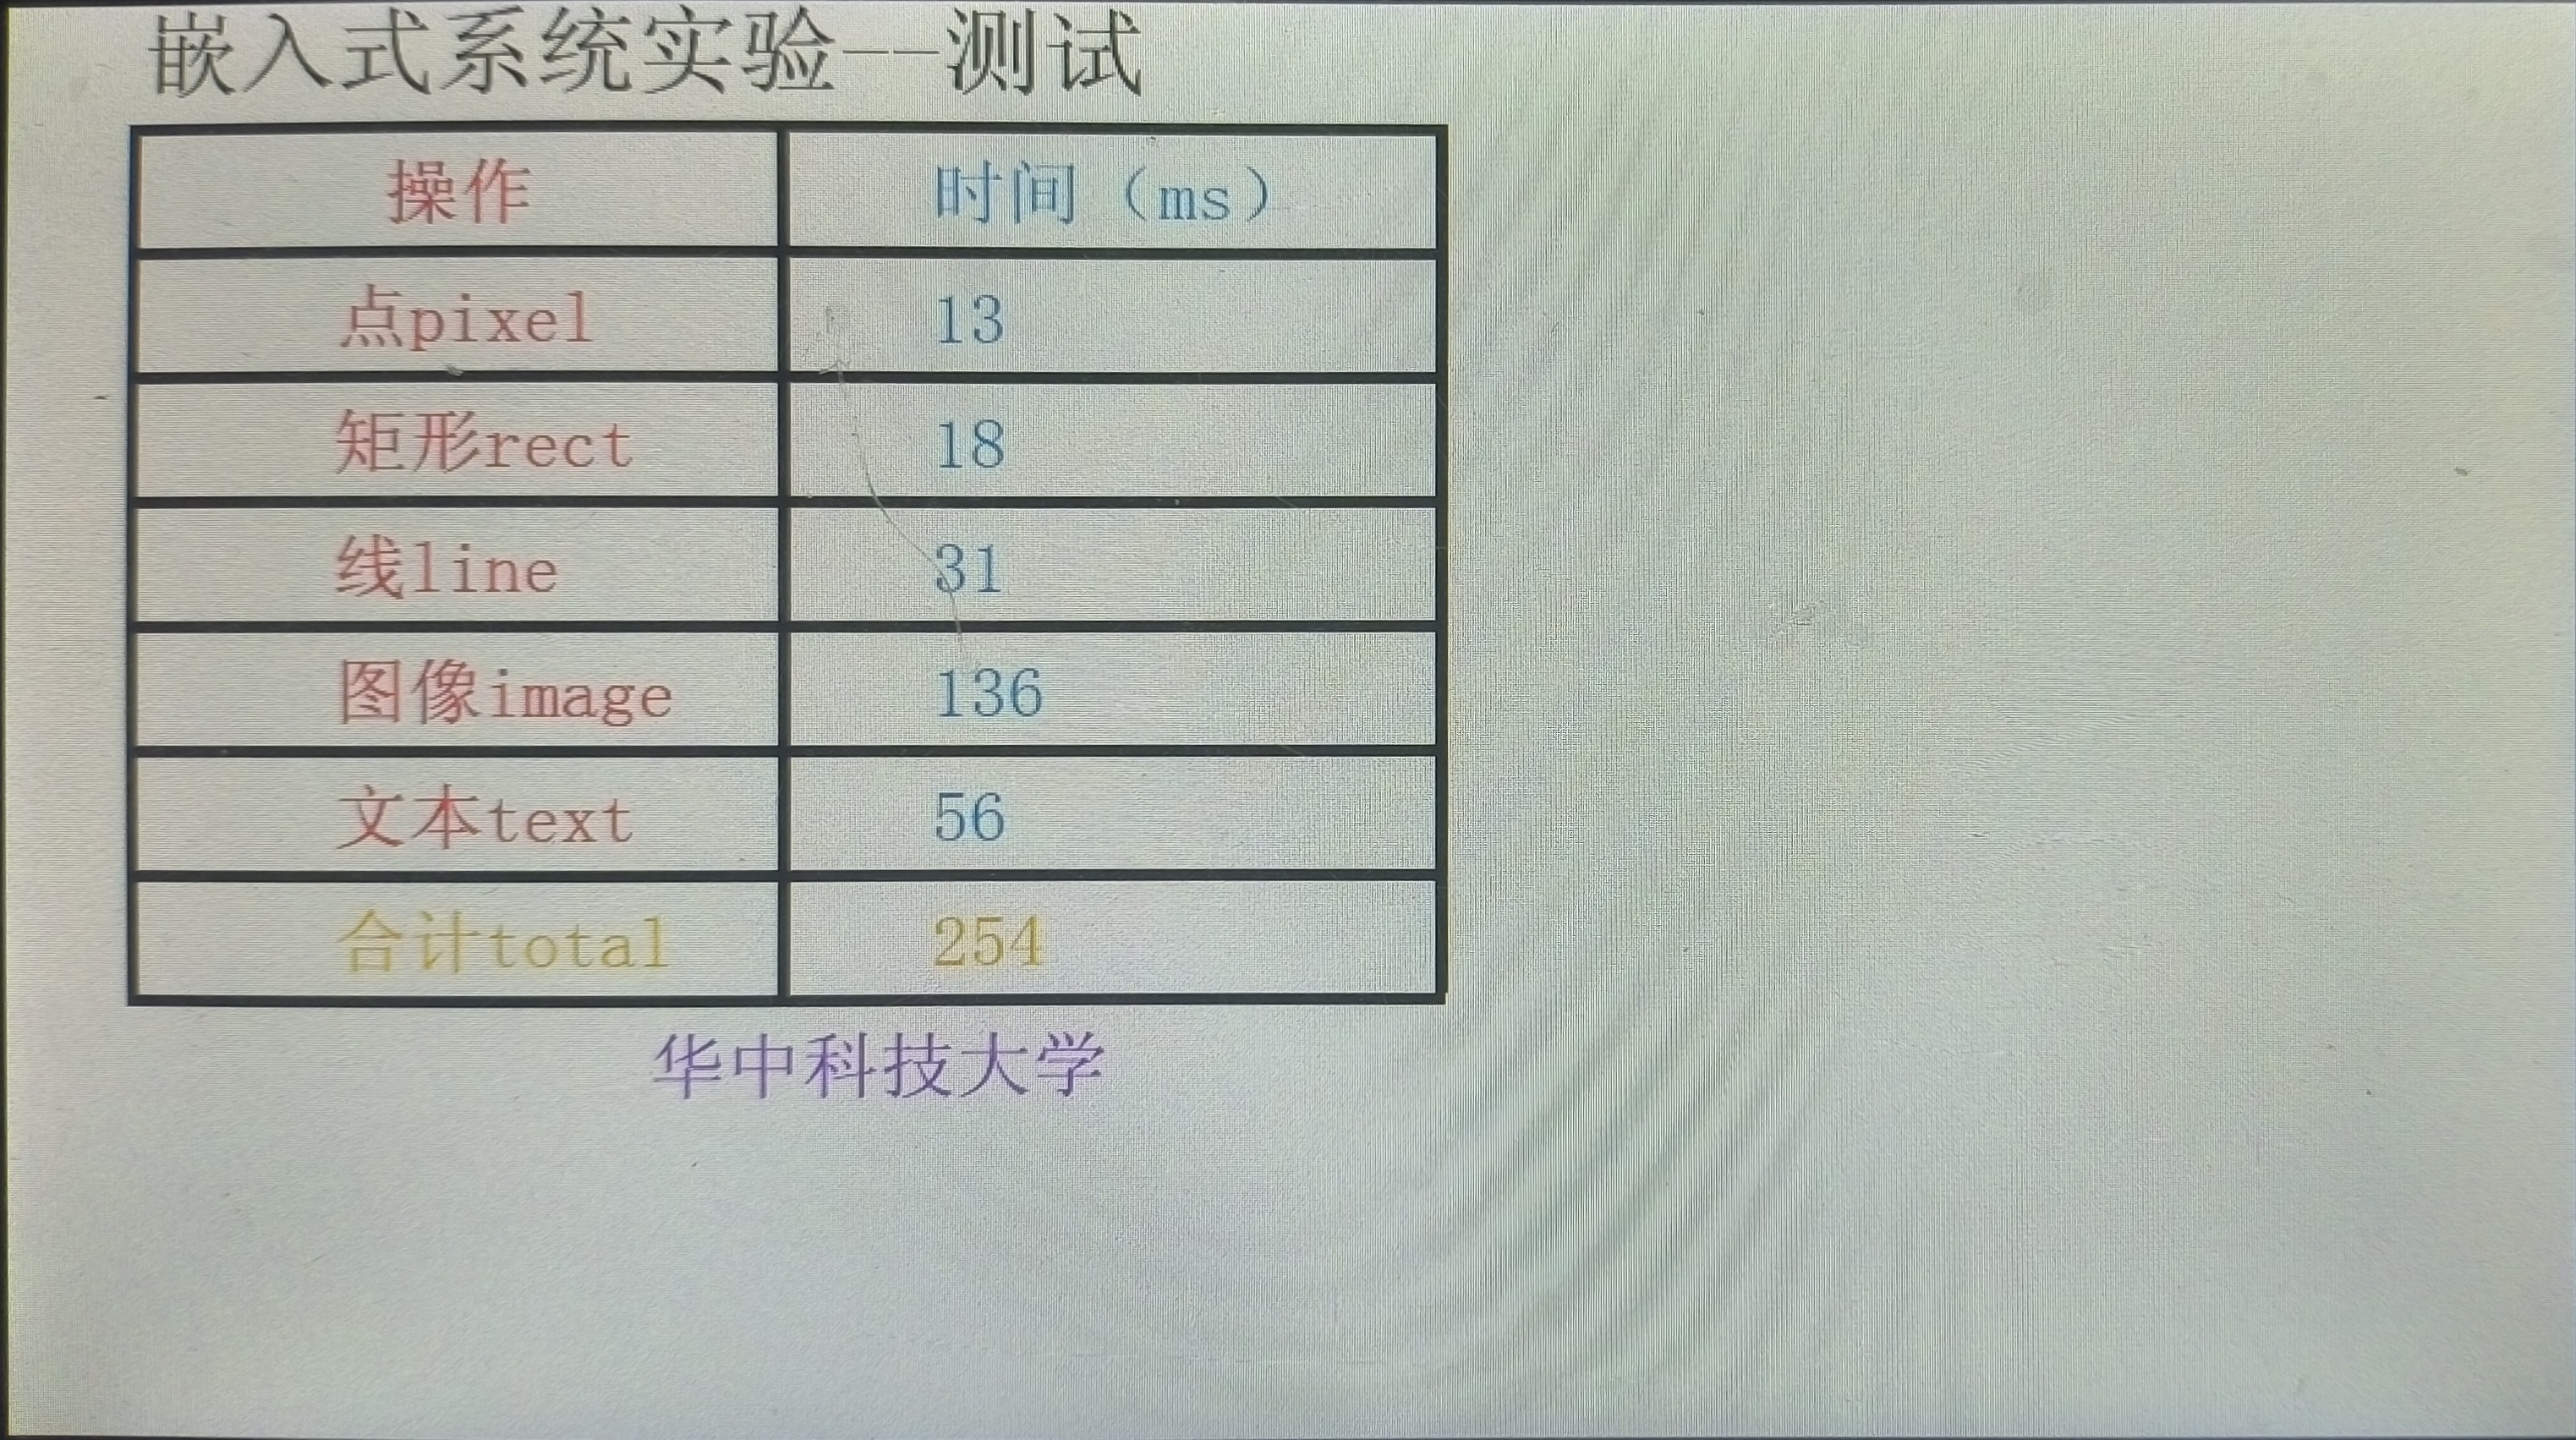 嵌入式系统实验--测试
操作 时间（ms）
点pixel 13
矩形rect 18
线line 31
图像image 136
文本text 56
合计total 254
华中科技大学